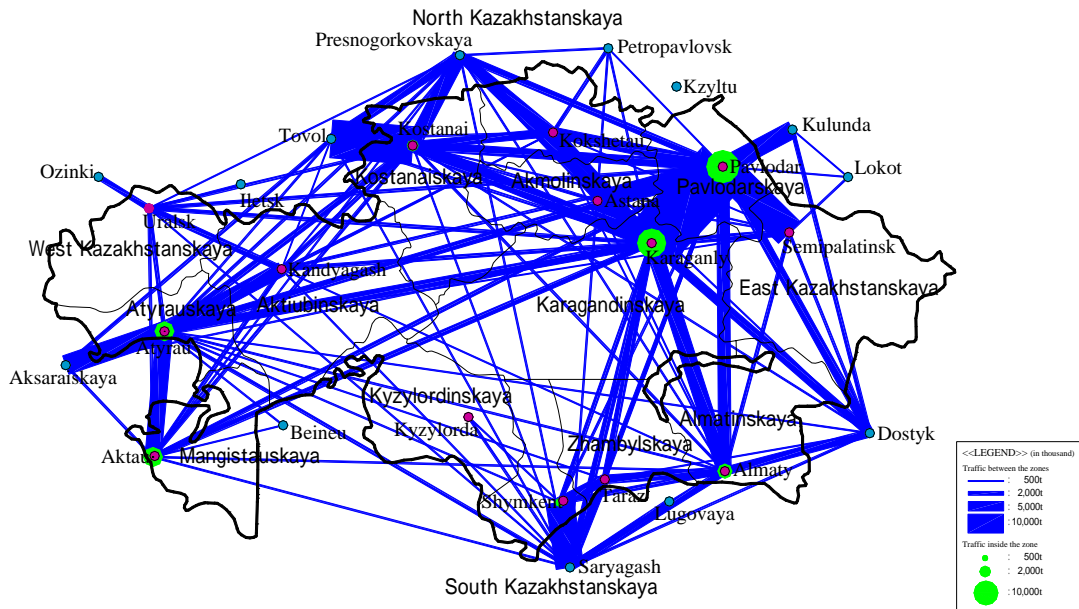 North Kazakhstanskaya
Presnogorkovskaya
Petropavlovsk
Kzyltu
Tovol
Kostanai
Kokshetau
Kulunda
Ozinki
Iletsk
Kostanaiskaya
Akmolinskaya
Pavlodar
Pavlodarskaya
Lokot
Astana
Uralsk
West Kazakhstanskaya
Semipalatinsk
Karaganly
Kandyagash
East Kazakhstanskaya
Atyrauskaya
Aktiubinskaya
Karagandinskaya
Atyrau
Aksaraiskaya
Kyzylordinskaya
Kyzylorda
Almatinskaya
Beineu
Zhambylskaya
Dostyk
Aktau
Mangistauskaya
Almaty
Taraz
Shymkent
Lugovaya
Saryagash
South Kazakhstanskaya
<<LEGEND>> (in thousand)
Traffic between the zones
: 500t
: 2,000t
: 5,000t
: 10,000t
Traffic inside the zone
: 500t
: 2,000t
: 10,000t